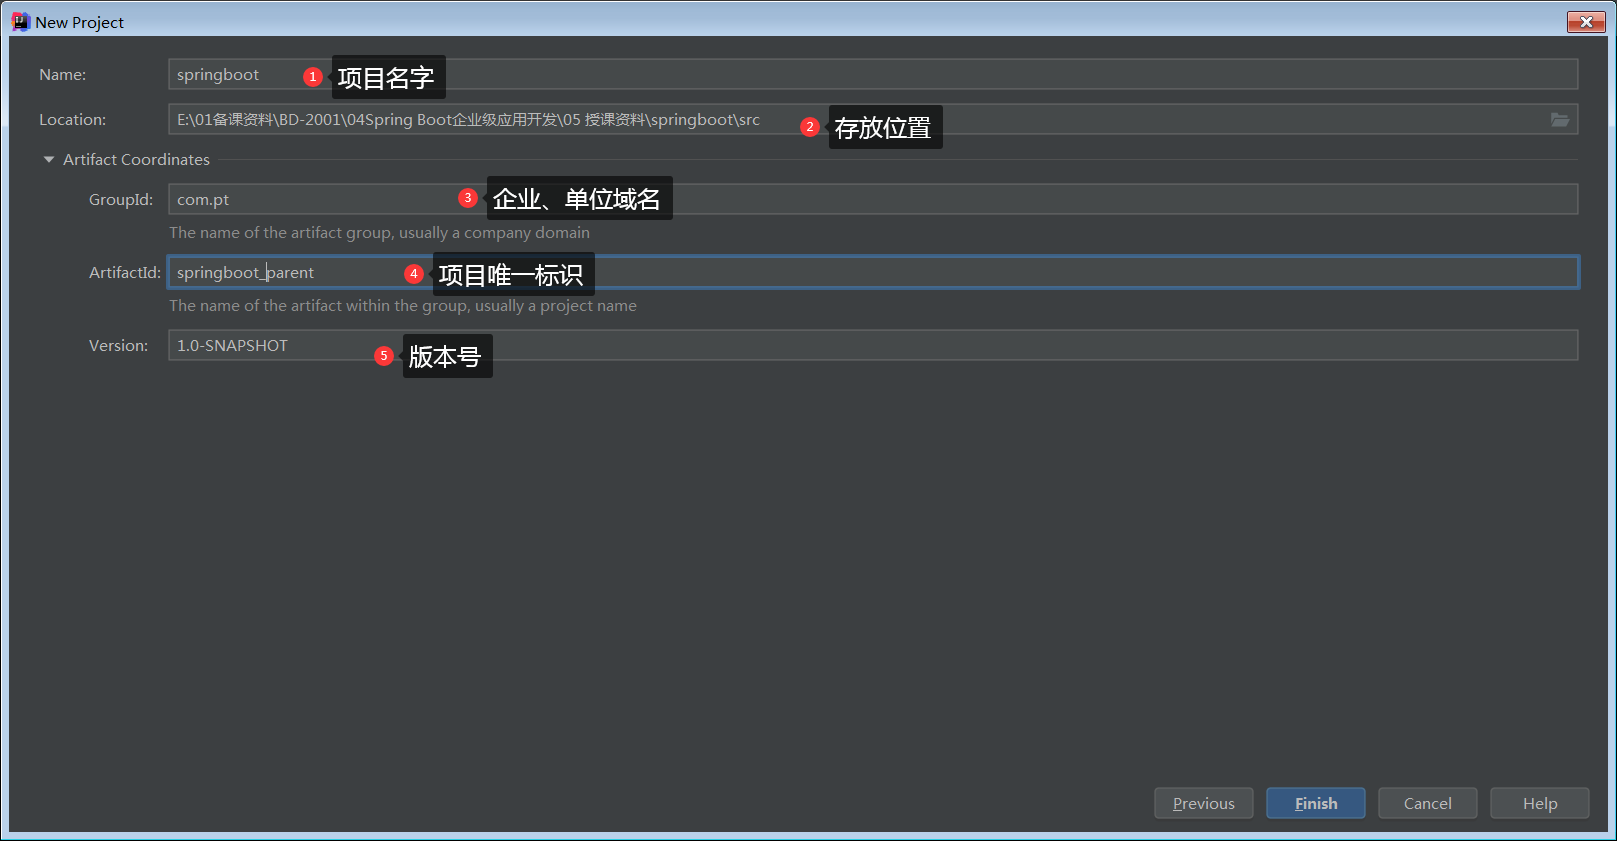 New Project
Name: springboot 1 项目名字
Location: E:\01备课资料\BD-2001\04Spring Boot企业级应用开发\05 授课资料\springboot\src 2 存放位置
Artifact Coordinates
GroupId: com.pt 3 企业、单位域名
The name of the artifact group, usually a company domain
ArtifactId: springboot_parent 4 项目唯一标识
The name of the artifact within the group, usually a project name
Version: 1.0-SNAPSHOT 5 版本号
Previous Finish Cancel Help